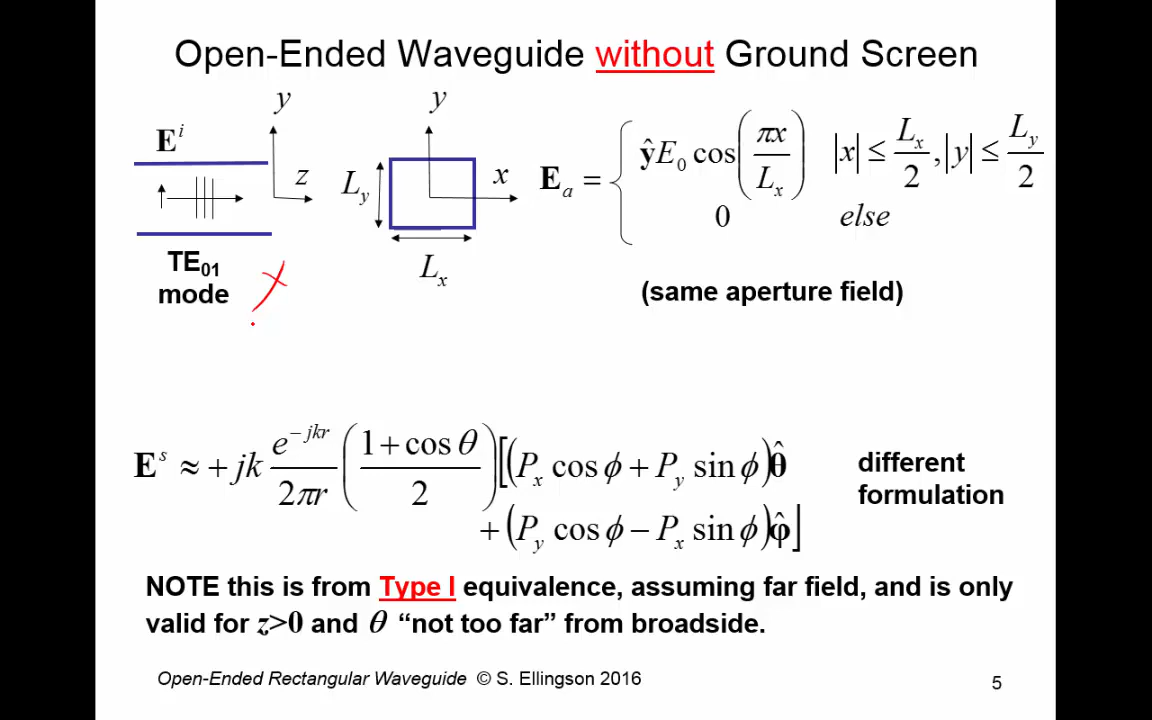 Open-Ended Waveguide without Ground Screen
y
y
E^i
z
L_y
x
L_x
TE_01
mode
E_a = { ŷE_0 cos(πx/L_x) |x| ≤ L_x/2, |y| ≤ L_y/2
0 else
(same aperture field)
E^s ≈ +jk e^{-jkr}/2πr (1+cos θ/2) [(P_x cos ϕ + P_y sin ϕ)θ̂
+ (P_y cos ϕ − P_x sin ϕ)φ̂]
different
formulation
NOTE this is from Type I equivalence, assuming far field, and is only
valid for z>0 and θ “not too far” from broadside.
Open-Ended Rectangular Waveguide © S. Ellingson 2016
5